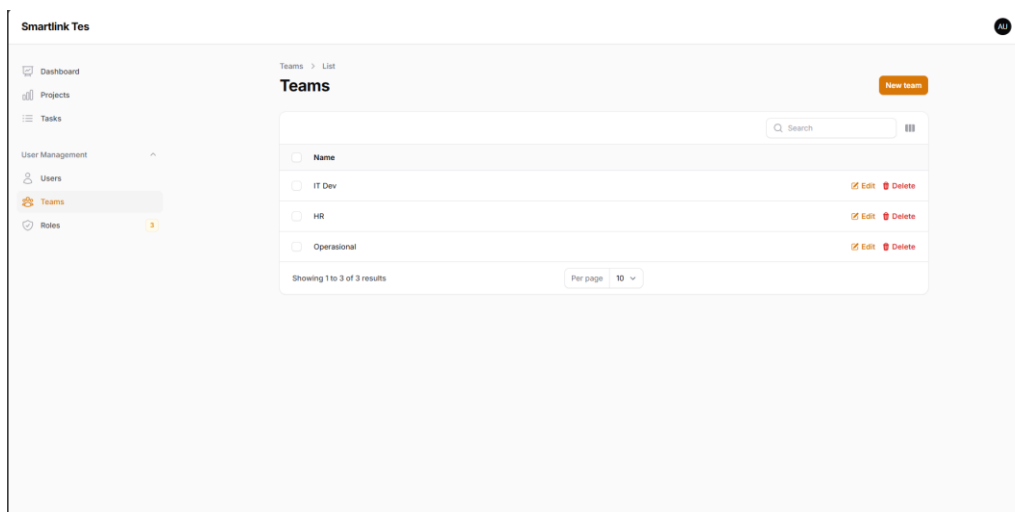 Smartlink Tes
AU
Dashboard
Projects
Tasks
User Management
Users
Teams
Roles 3
Teams > List
Teams
New team
Search
Name
IT Dev Edit Delete
HR Edit Delete
Operasional Edit Delete
Showing 1 to 3 of 3 results Per page 10